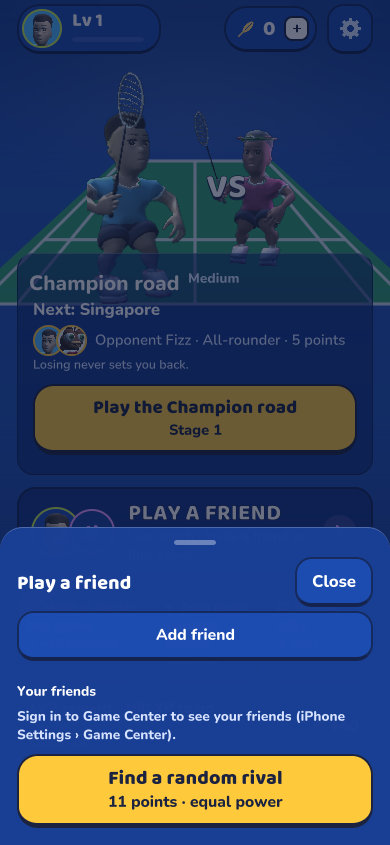 Lv 1
0
+
VS
Champion road Medium
Next: Singapore
Opponent Fizz · All-rounder · 5 points
Losing never sets you back.
Play the Champion road
Stage 1
PLAY A FRIEND
Play a friend
Close
Add friend
Your friends
Sign in to Game Center to see your friends (iPhone
Settings › Game Center).
Find a random rival
11 points · equal power